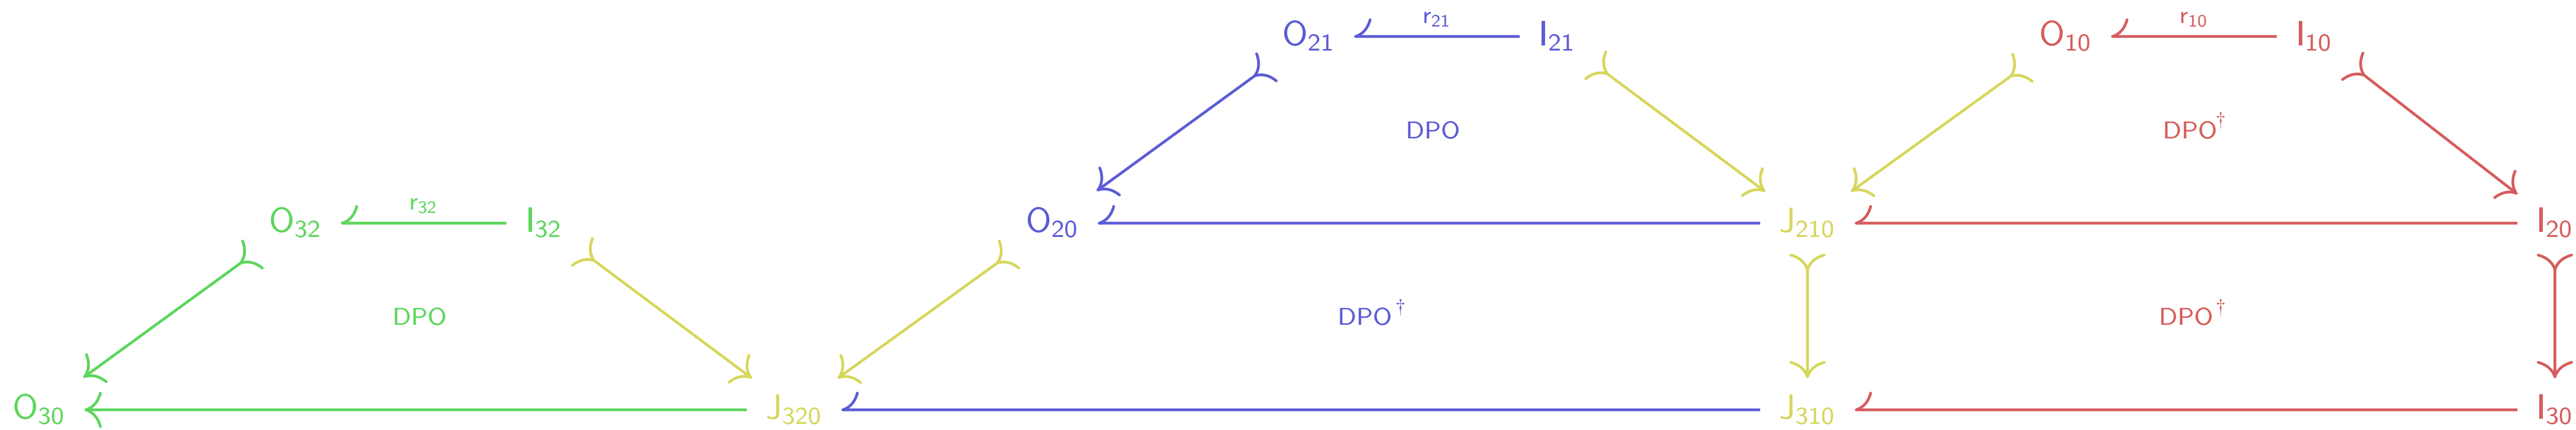 O₂₁ r₂₁ I₂₁ O₁₀ r₁₀ I₁₀
DPO DPO†
O₃₂ r₃₂ I₃₂ O₂₀ J₂₁₀ I₂₀
DPO DPO† DPO†
O₃₀ J₃₂₀ J₃₁₀ I₃₀